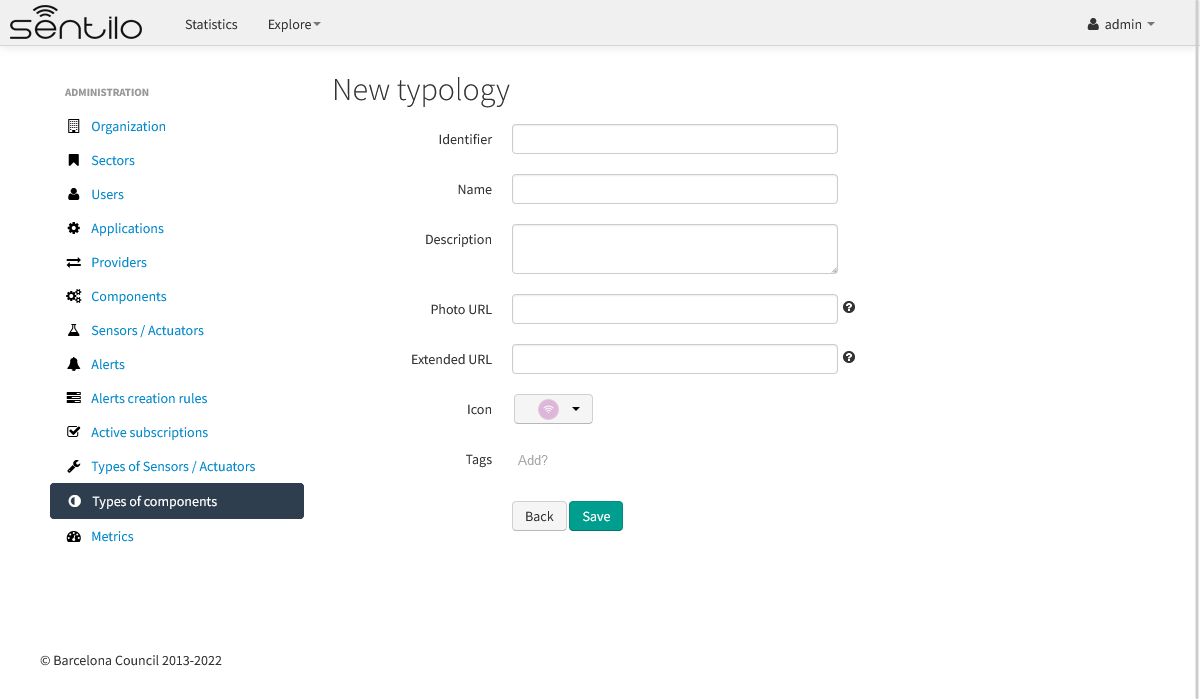 sentilo
Statistics
Explore
admin
ADMINISTRATION
Organization
Sectors
Users
Applications
Providers
Components
Sensors / Actuators
Alerts
Alerts creation rules
Active subscriptions
Types of Sensors / Actuators
Types of components
Metrics
New typology
Identifier
Name
Description
Photo URL
Extended URL
Icon
Tags
Add?
Back
Save
© Barcelona Council 2013-2022